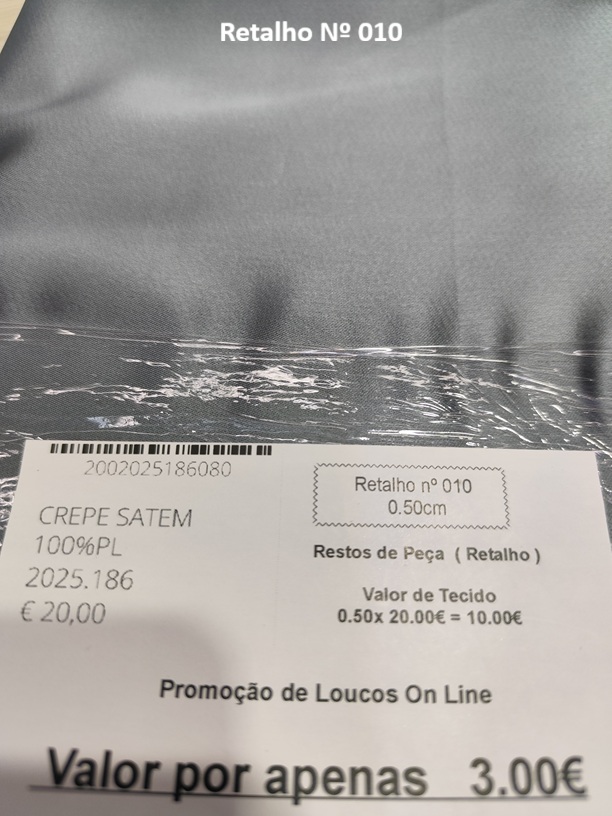 Retalho Nº 010
2002025186080
CREPE SATEM
100%PL
2025.186
€ 20,00
Retalho nº 010
0.50cm
Restos de Peça ( Retalho )
Valor de Tecido
0.50x 20.00€ = 10.00€
Promoção de Loucos On Line
Valor por apenas 3.00€